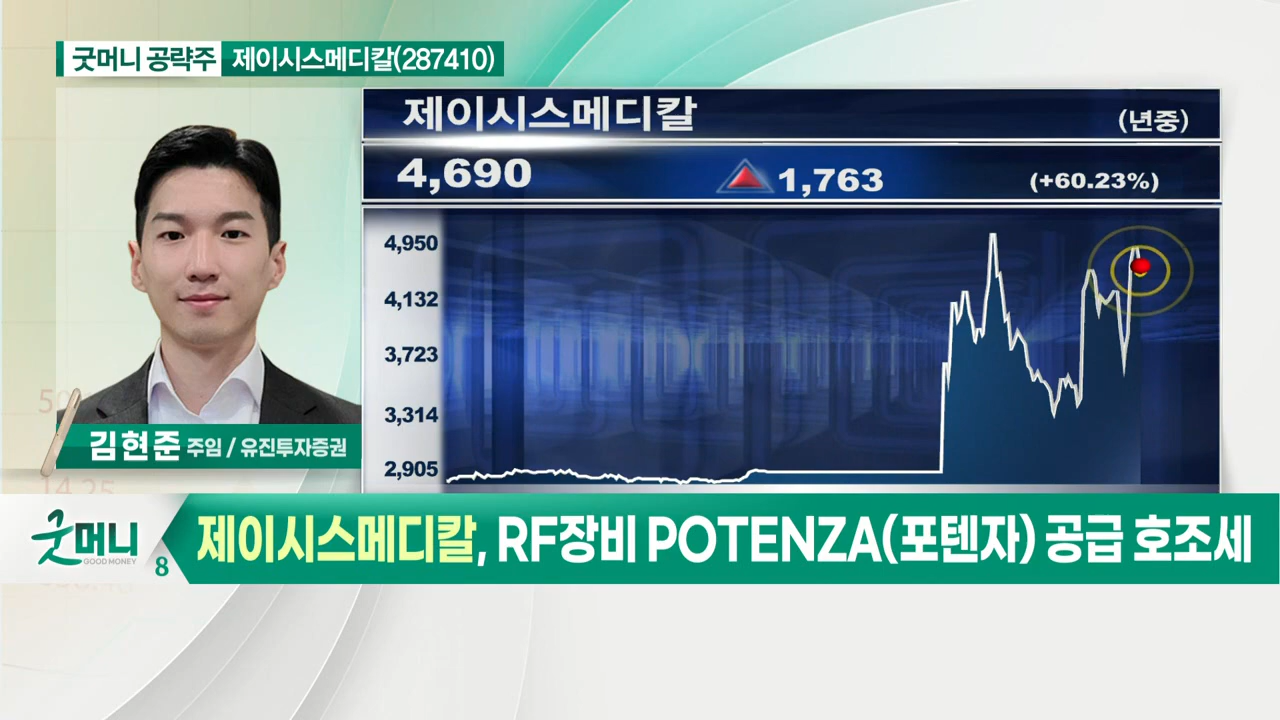 굿머니 공략주 제이시스메디칼(287410)
제이시스메디칼 (년중)
4,690 ▲ 1,763 (+60.23%)
4,950
4,132
3,723
3,314
2,905
김현준 주임 / 유진투자증권
굿머니
GOOD MONEY
8
제이시스메디칼, RF장비 POTENZA(포텐자) 공급 호조세